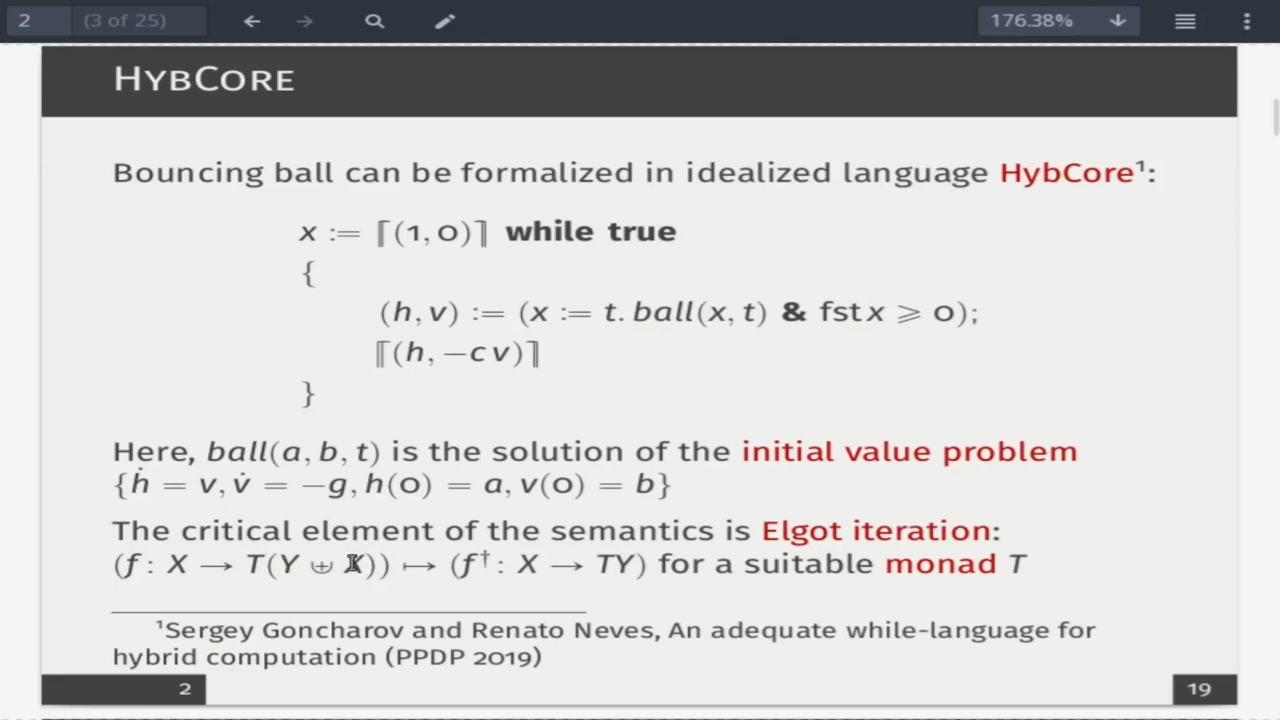 2 (3 of 25) 176.38%
HybCore
Bouncing ball can be formalized in idealized language HybCore¹:
x := ⌈(1, 0)⌉ while true
{
(h, v) := (x := t. ball(x, t) & fst x ⩾ 0);
⌈(h, −c v)⌉
}
Here, ball(a, b, t) is the solution of the initial value problem
{ḣ = v, v̇ = −g, h(0) = a, v(0) = b}
The critical element of the semantics is Elgot iteration:
(f : X → T(Y ⊎ X)) ↦ (f† : X → TY) for a suitable monad T
¹Sergey Goncharov and Renato Neves, An adequate while-language for
hybrid computation (PPDP 2019)
2 19